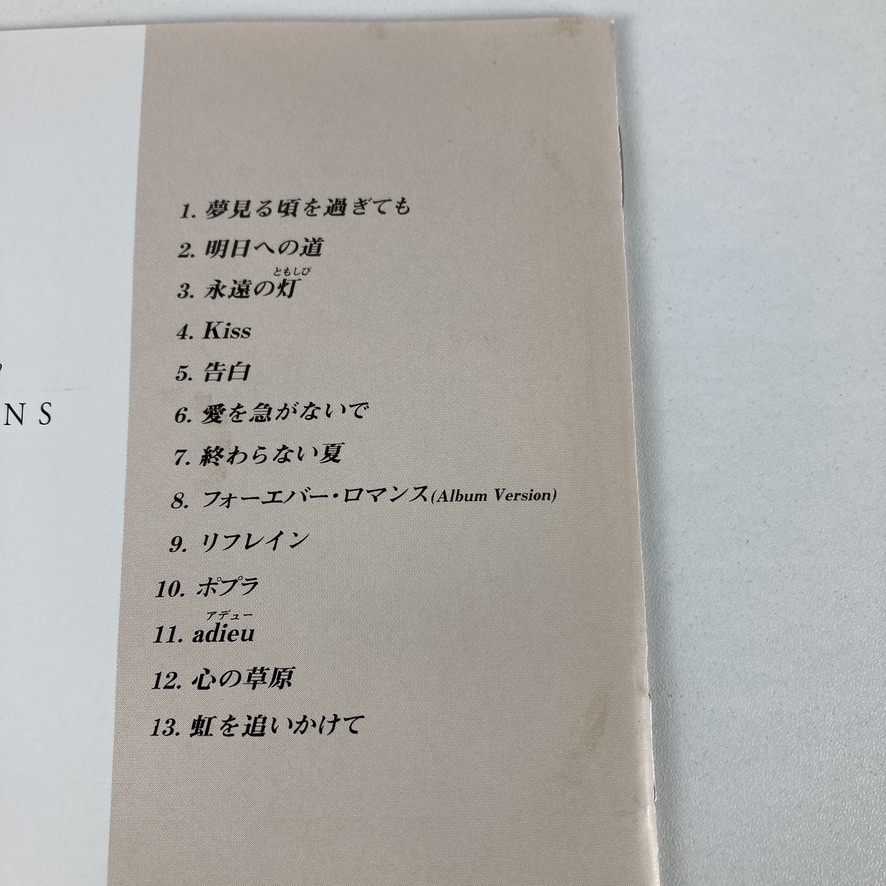 NS
1. 夢見る頃を過ぎても
2. 明日への道
ともしび
3. 永遠の灯
4. Kiss
5. 告白
6. 愛を急がないで
7. 終わらない夏
8. フォーエバー・ロマンス(Album Version)
9. リフレイン
10. ポプラ
アデュー
11. adieu
12. 心の草原
13. 虹を追いかけて